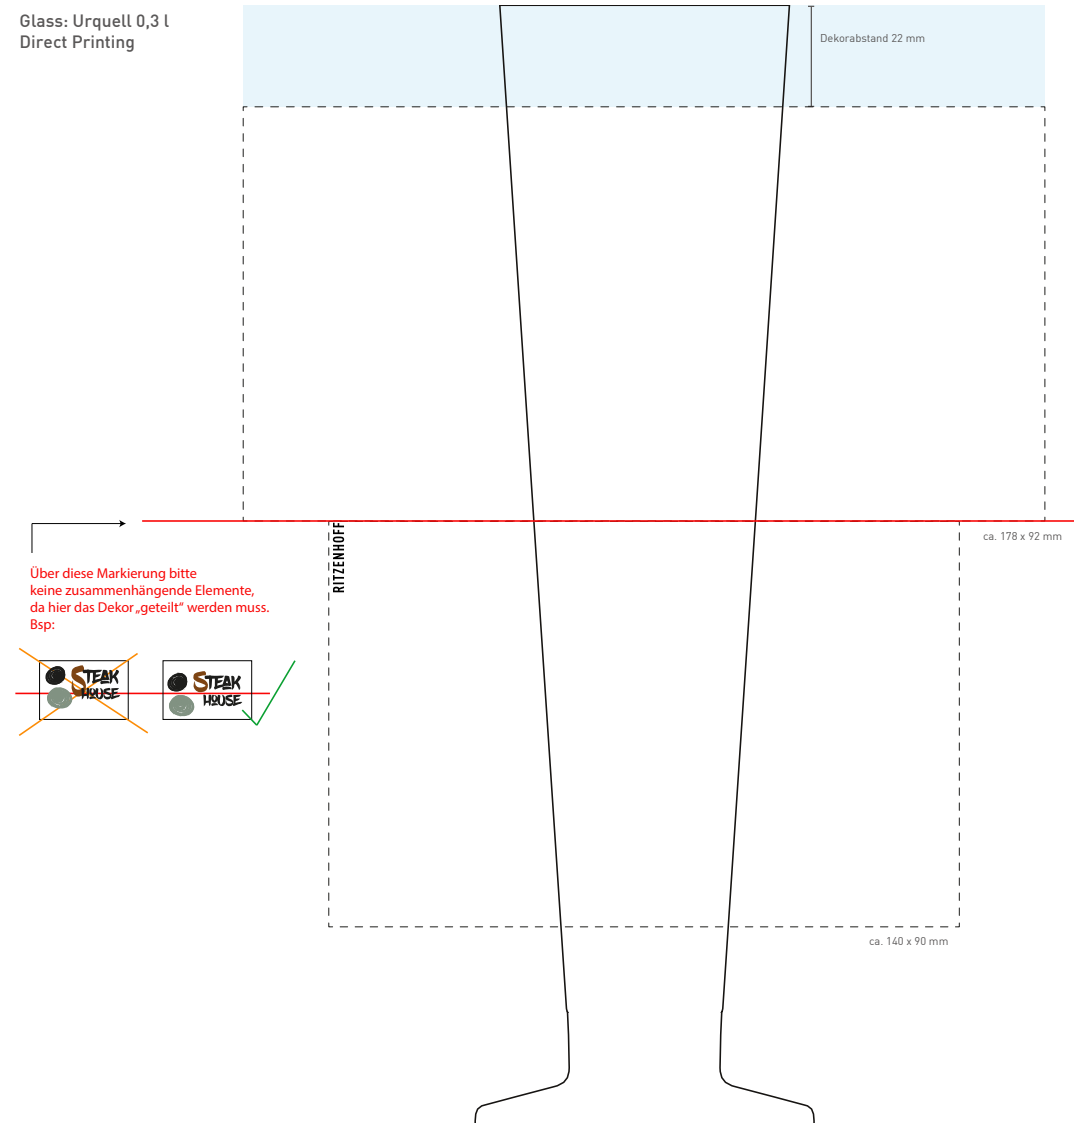 Glass: Urquell 0,3 l
Direct Printing
Dekorabstand 22 mm
RITZENHOFF
ca. 178 x 92 mm
Über diese Markierung bitte
keine zusammenhängende Elemente,
da hier das Dekor „geteilt“ werden muss.
Bsp:
STEAK
HOUSE
STEAK
HOUSE
ca. 140 x 90 mm